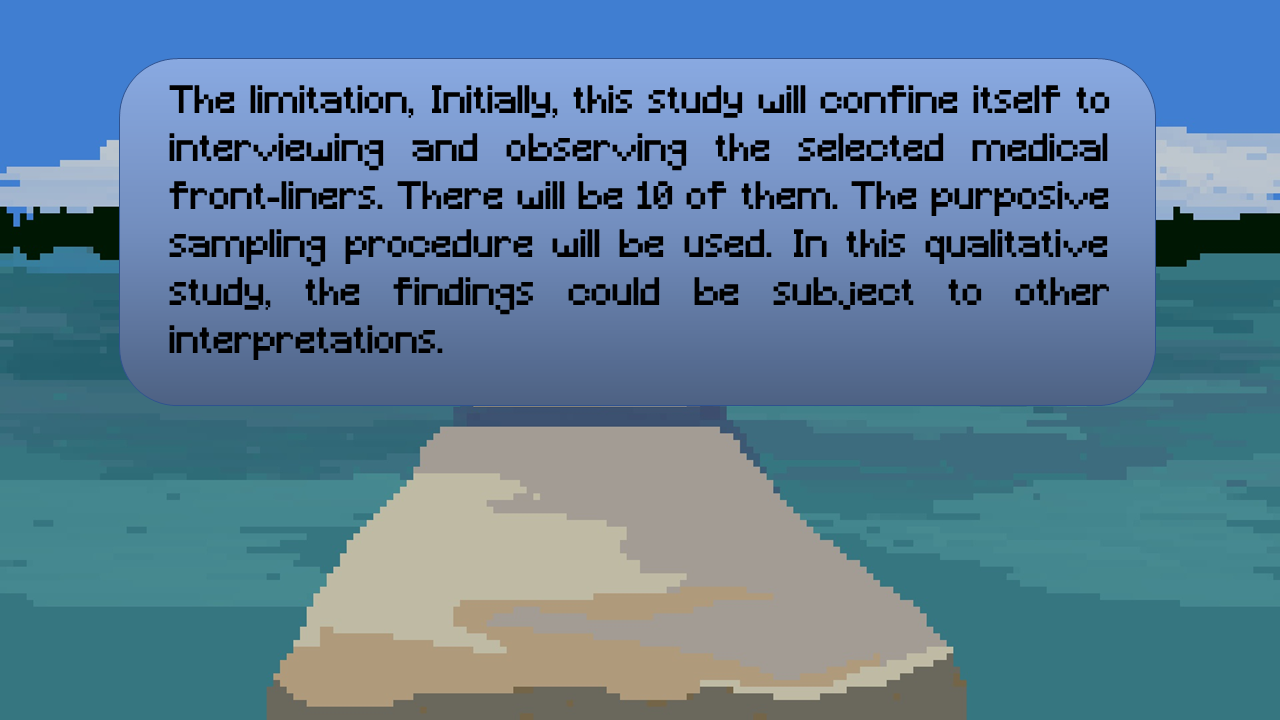 The limitation, Initially, this study will confine itself to
interviewing and observing the selected medical
front-liners. There will be 10 of them. The purposive
sampling procedure will be used. In this qualitative
study, the findings could be subject to other
interpretations.